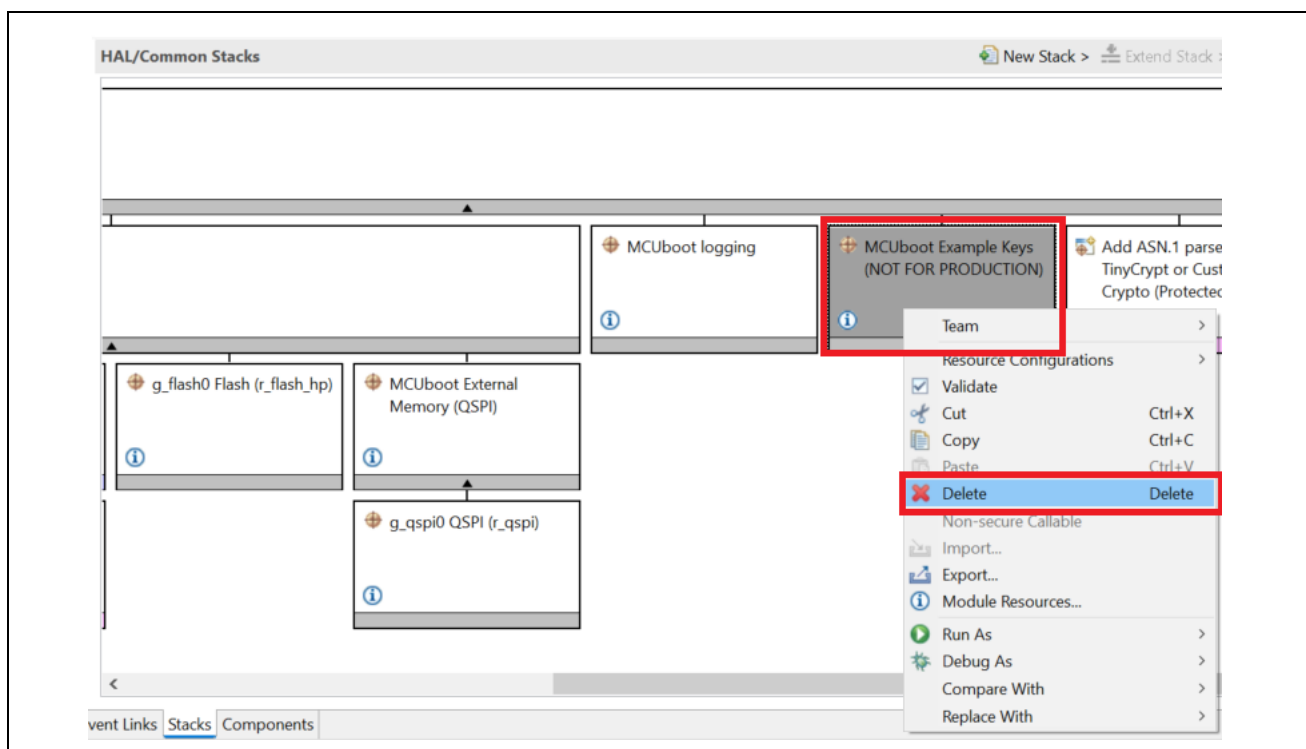 HAL/Common Stacks
New Stack >
Extend Stack >
MCUboot logging
MCUboot Example Keys
(NOT FOR PRODUCTION)
Add ASN.1 parse
TinyCrypt or Cust
Crypto (Protected
g_flash0 Flash (r_flash_hp)
MCUboot External
Memory (QSPI)
g_qspi0 QSPI (r_qspi)
Team >
Resource Configurations >
Validate
Cut Ctrl+X
Copy Ctrl+C
Paste Ctrl+V
Delete Delete
Non-secure Callable
Import...
Export...
Module Resources...
Run As >
Debug As >
Compare With >
Replace With >
vent Links Stacks Components